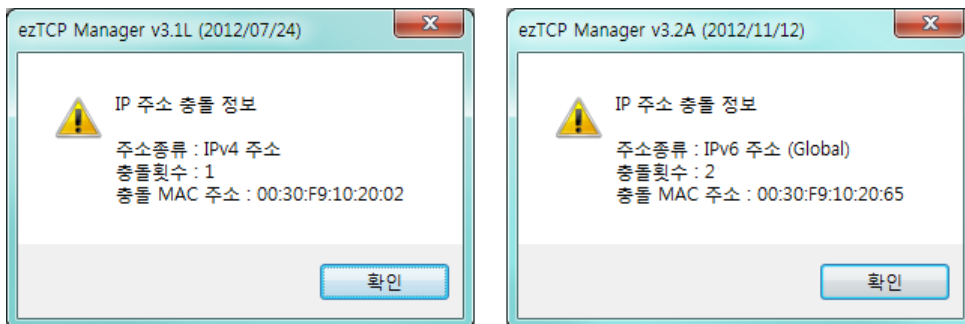 ezTCP Manager v3.1L (2012/07/24)
IP 주소 충돌 정보
주소종류 : IPv4 주소
충돌횟수 : 1
충돌 MAC 주소 : 00:30:F9:10:20:02
확인
ezTCP Manager v3.2A (2012/11/12)
IP 주소 충돌 정보
주소종류 : IPv6 주소 (Global)
충돌횟수 : 2
충돌 MAC 주소 : 00:30:F9:10:20:65
확인